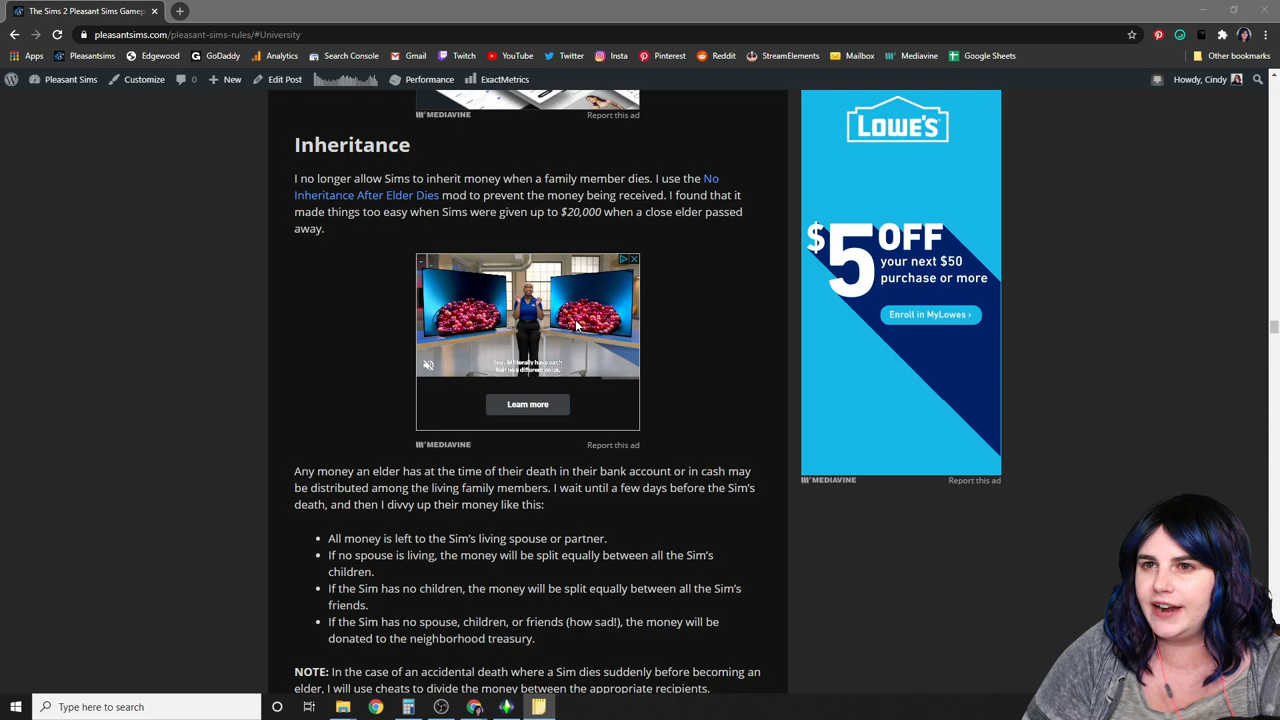 The Sims 2 Pleasant Sims Gamep
pleasantsims.com/pleasant-sims-rules/#University
Apps Pleasantsims Edgewood GoDaddy Analytics Search Console Gmail Twitch YouTube Twitter Insta Pinterest Reddit StreamElements Mailbox Mediavine Google Sheets Other bookmarks
Pleasant Sims Customize 0 New Edit Post Performance ExactMetrics Howdy, Cindy
MEDIAVINE Report this ad
Inheritance
I no longer allow Sims to inherit money when a family member dies. I use the No
Inheritance After Elder Dies mod to prevent the money being received. I found that it
made things too easy when Sims were given up to $20,000 when a close elder passed
away.
Learn more
MEDIAVINE Report this ad
Any money an elder has at the time of their death in their bank account or in cash may
be distributed among the living family members. I wait until a few days before the Sim's
death, and then I divvy up their money like this:
• All money is left to the Sim's living spouse or partner.
• If no spouse is living, the money will be split equally between all the Sim's
children.
• If the Sim has no children, the money will be split equally between all the Sim's
friends.
• If the Sim has no spouse, children, or friends (how sad!), the money will be
donated to the neighborhood treasury.
NOTE: In the case of an accidental death where a Sim dies suddenly before becoming an
elder, I will use cheats to divide the money between the appropriate recipients.
LOWE'S
$5 OFF
your next $50
purchase or more
Enroll in MyLowes ›
MEDIAVINE Report this ad
Type here to search